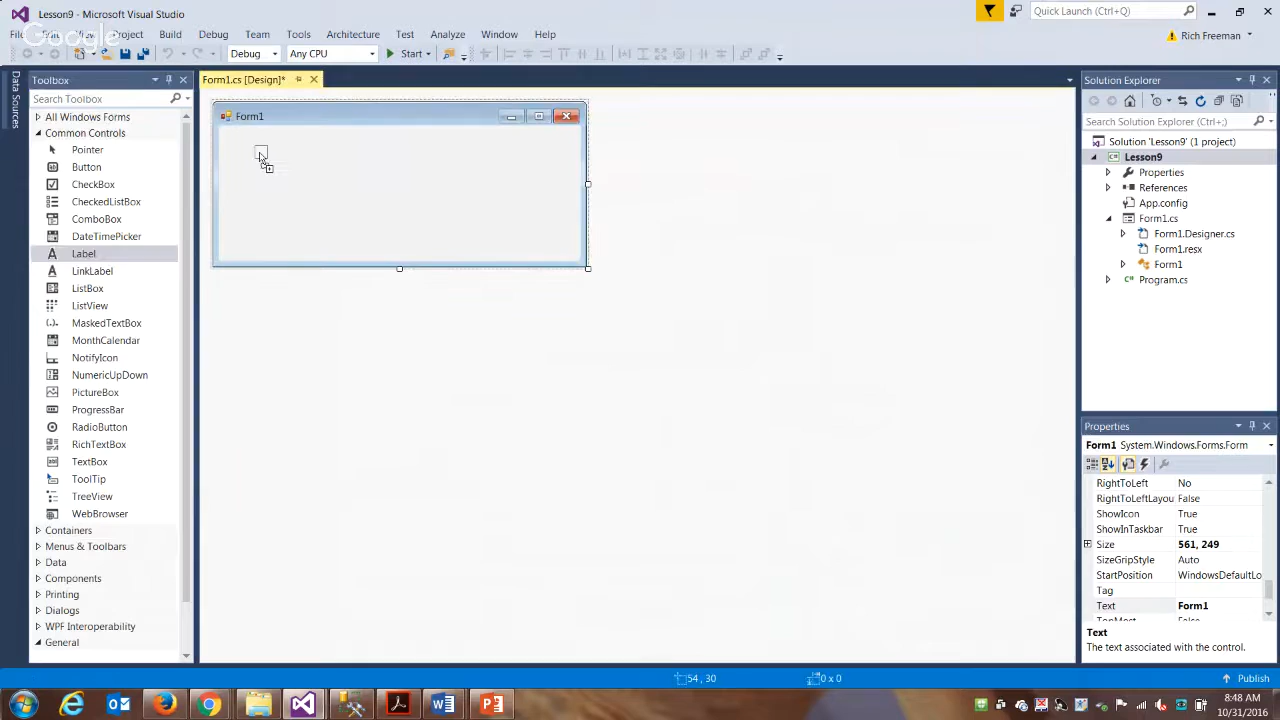 Lesson9 - Microsoft Visual Studio
Quick Launch (Ctrl+Q)
Google
Project Build Debug Team Tools Architecture Test Analyze Window Help
Rich Freeman
Debug Any CPU Start
Data Sources
Toolbox
Form1.cs [Design]*
Solution Explorer
Search Toolbox
All Windows Forms
Common Controls
Pointer
Button
CheckBox
CheckedListBox
ComboBox
DateTimePicker
Label
LinkLabel
ListBox
ListView
MaskedTextBox
MonthCalendar
NotifyIcon
NumericUpDown
PictureBox
ProgressBar
RadioButton
RichTextBox
TextBox
ToolTip
TreeView
WebBrowser
Containers
Menus & Toolbars
Data
Components
Printing
Dialogs
WPF Interoperability
General
Form1
Search Solution Explorer (Ctrl+;)
Solution 'Lesson9' (1 project)
Lesson9
Properties
References
App.config
Form1.cs
Form1.Designer.cs
Form1.resx
Form1
Program.cs
Properties
Form1 System.Windows.Forms.Form
RightToLeft No
RightToLeftLayou False
ShowIcon True
ShowInTaskbar True
Size 561, 249
SizeGripStyle Auto
StartPosition WindowsDefaultLo
Tag
Text Form1
Text
The text associated with the control.
54 , 30
0 x 0
Publish
8:48 AM
10/31/2016